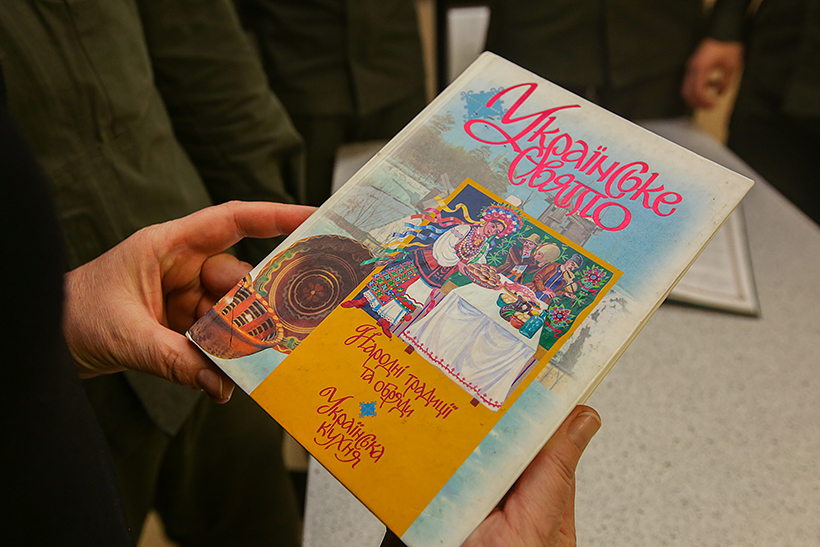 Українське
Свято
Народні традиції
та обряди
Українська
кухня